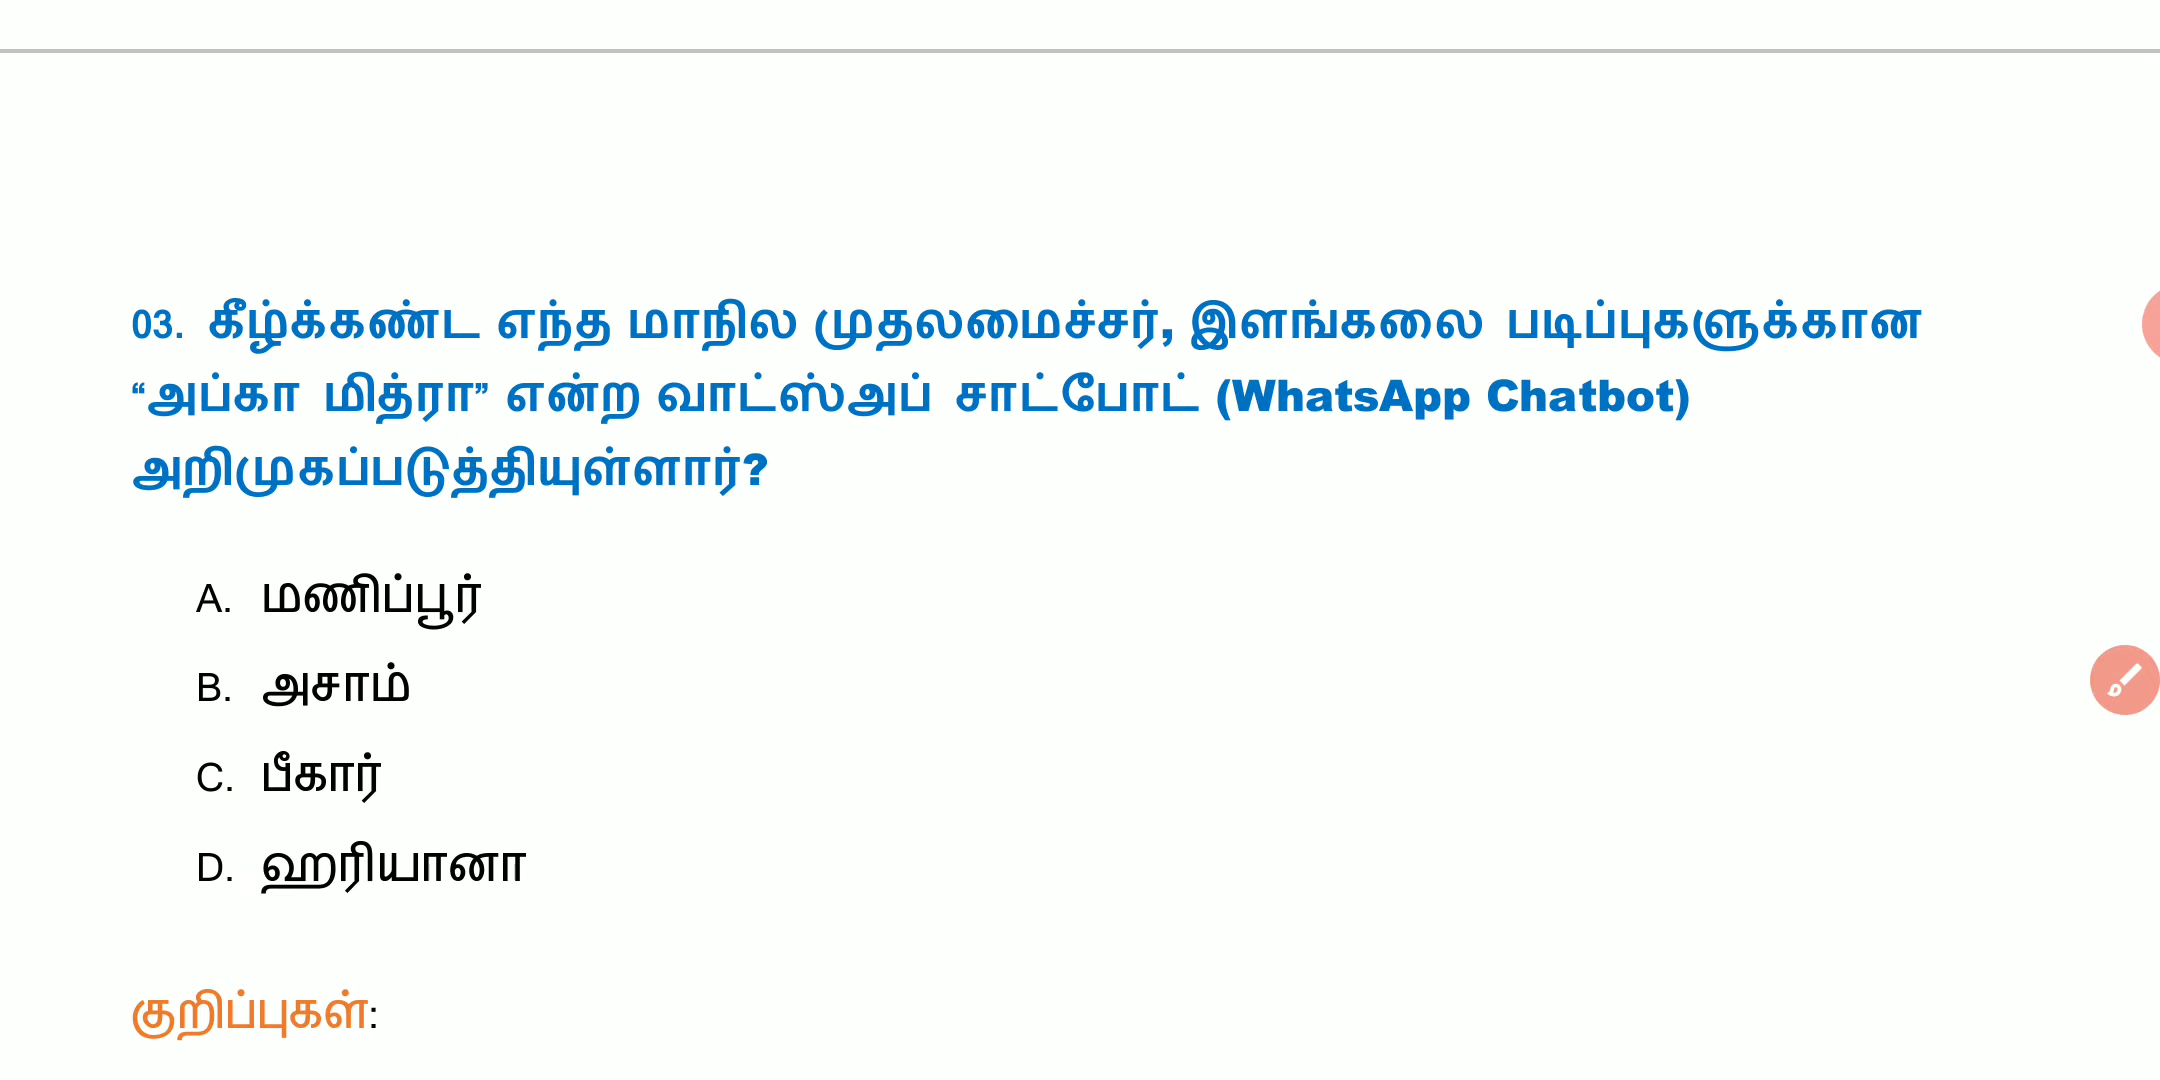 03. கீழ்க்கண்ட எந்த மாநில முதலமைச்சர், இளங்கலை படிப்புகளுக்கான
“அப்கா மித்ரா” என்ற வாட்ஸ்அப் சாட்போட் (WhatsApp Chatbot)
அறிமுகப்படுத்தியுள்ளார்?
A. மணிப்பூர்
B. அசாம்
C. பீகார்
D. ஹரியானா
குறிப்புகள்: